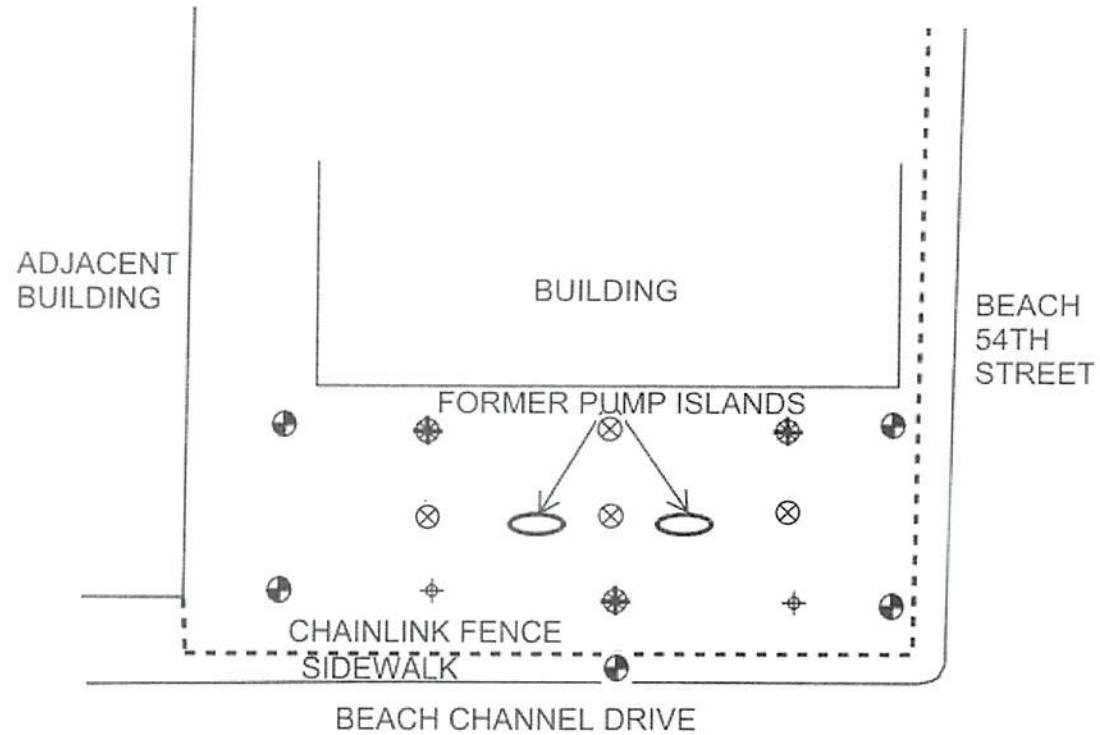 ADJACENT
BUILDING
BUILDING
BEACH
54TH
STREET
FORMER PUMP ISLANDS
CHAINLINK FENCE
SIDEWALK
BEACH CHANNEL DRIVE